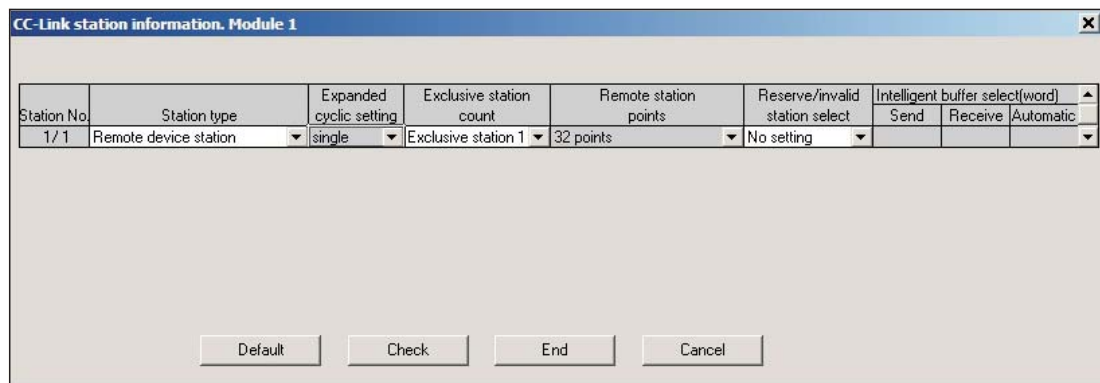 CC-Link station information. Module 1
Expanded Exclusive station Remote station Reserve/invalid Intelligent buffer select(word)
Station No. Station type cyclic setting count points station select Send Receive Automatic
1/1 Remote device station single Exclusive station 1 32 points No setting
Default Check End Cancel